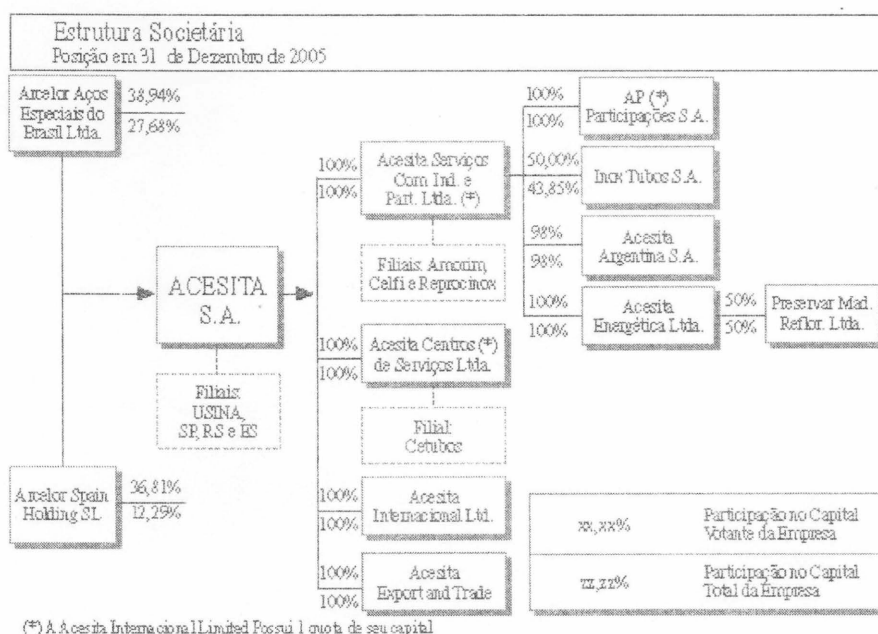 Estrutura Societária
Posição em 31 de Dezembro de 2005
Arcelor Aços
Especiais do
Brasil Ltda.
38,94%
27,68%
ACESITA
S.A.
Filiais:
USINA,
SP, RS e ES
Arcelor Spain
Holding SL
36,81%
12,29%
100%
100%
Acesita Serviços
Com. Ind. e
Part. Ltda. (*)
Filiais: Amorim,
Celfi e Reprocinox
100%
100%
Acesita Centros (*)
de Serviços Ltda.
Filial:
Cetubos
100%
100%
Acesita
Internacional Ltd.
100%
100%
Acesita
Export and Trade
100%
100%
AP (*)
Participações S.A.
50,00%
43,85%
Inox Tubos S.A.
98%
98%
Acesita
Argentina S.A.
100%
100%
Acesita
Energética Ltda.
50%
50%
Preservar Mad.
Reflor. Ltda.
xx,xx%
Participação no Capital
Votante da Empresa
zz,zz%
Participação no Capital
Total da Empresa
(*) A Acesita Internacional Limited Possui 1 quota de seu capital